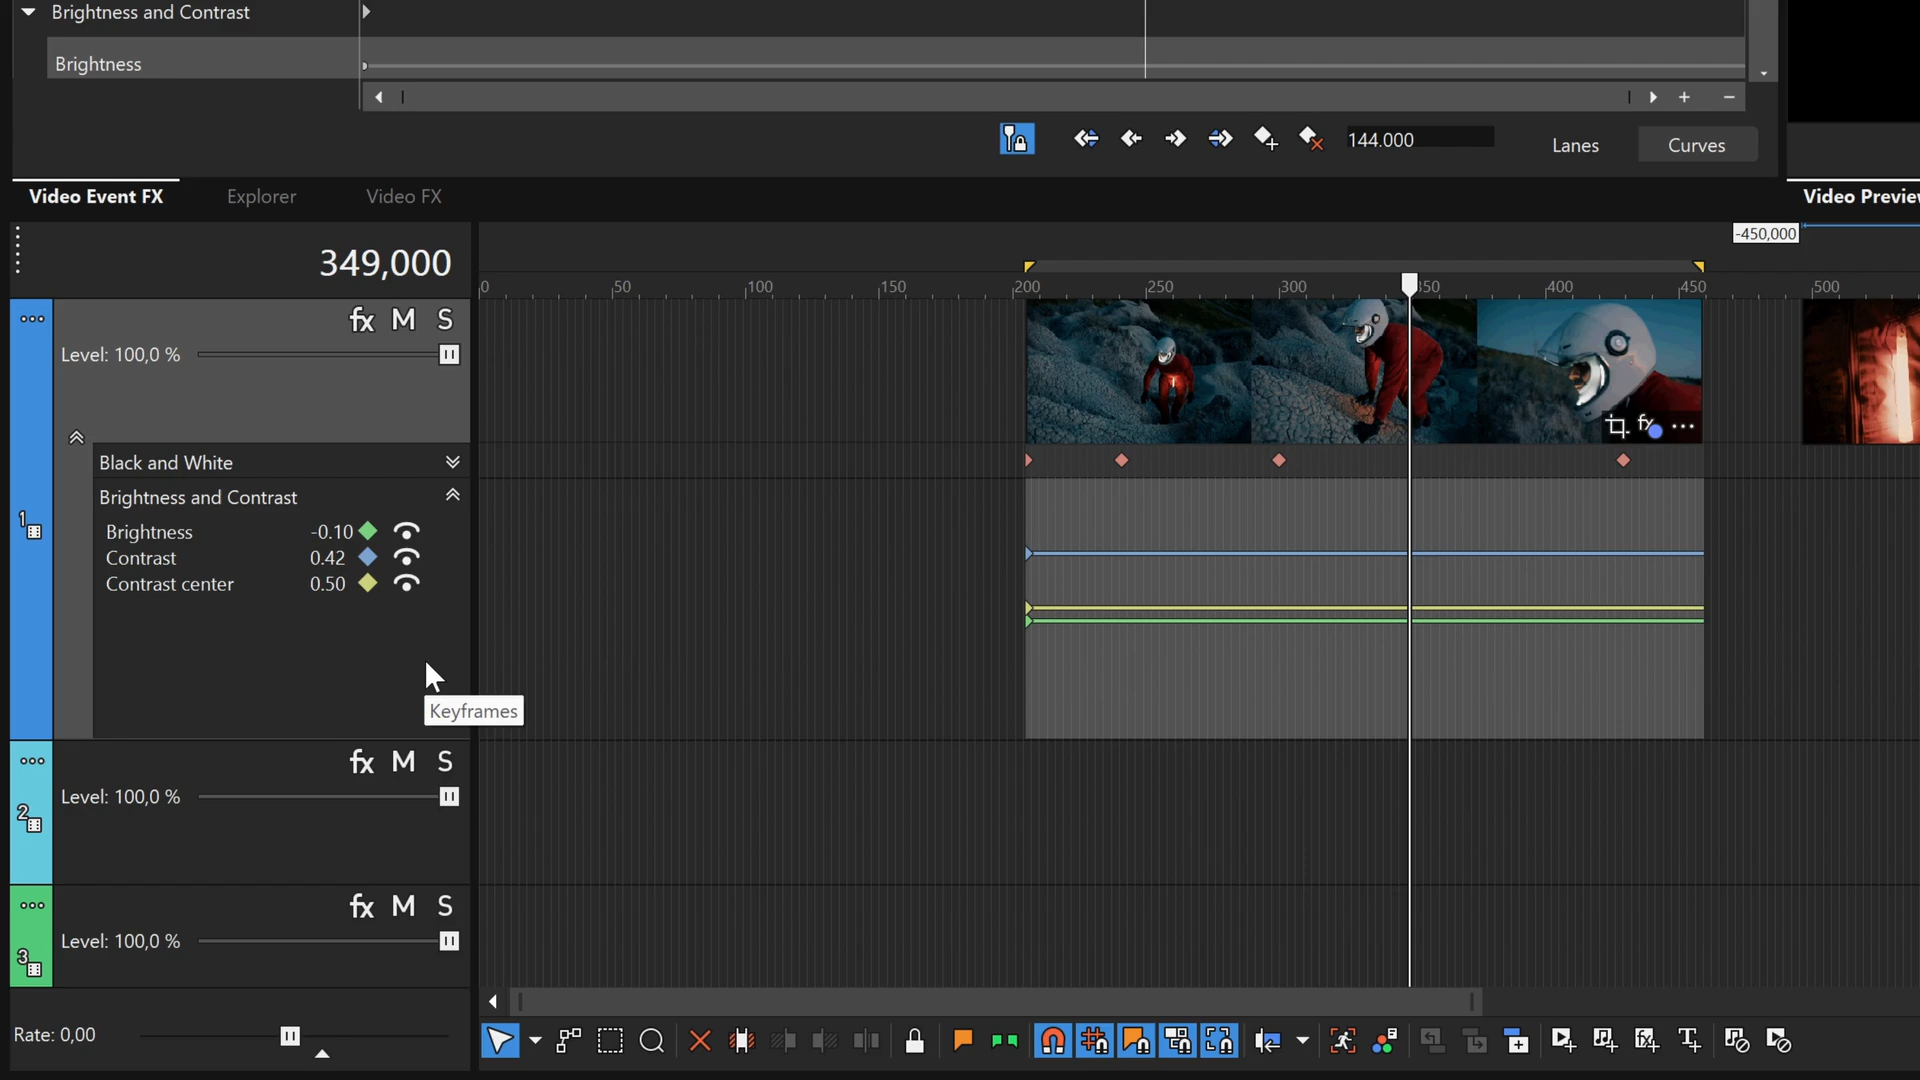 Brightness and Contrast
Brightness
144.000
Lanes
Curves
Video Event FX
Explorer
Video FX
349,000
-450,000
0
50
100
150
200
250
300
400
450
500
fx M S
Level: 100,0 %
Black and White
Brightness and Contrast
Brightness -0.10
Contrast 0.42
Contrast center 0.50
1
Keyframes
fx M S
Level: 100,0 %
2
fx M S
Level: 100,0 %
3
Rate: 0,00